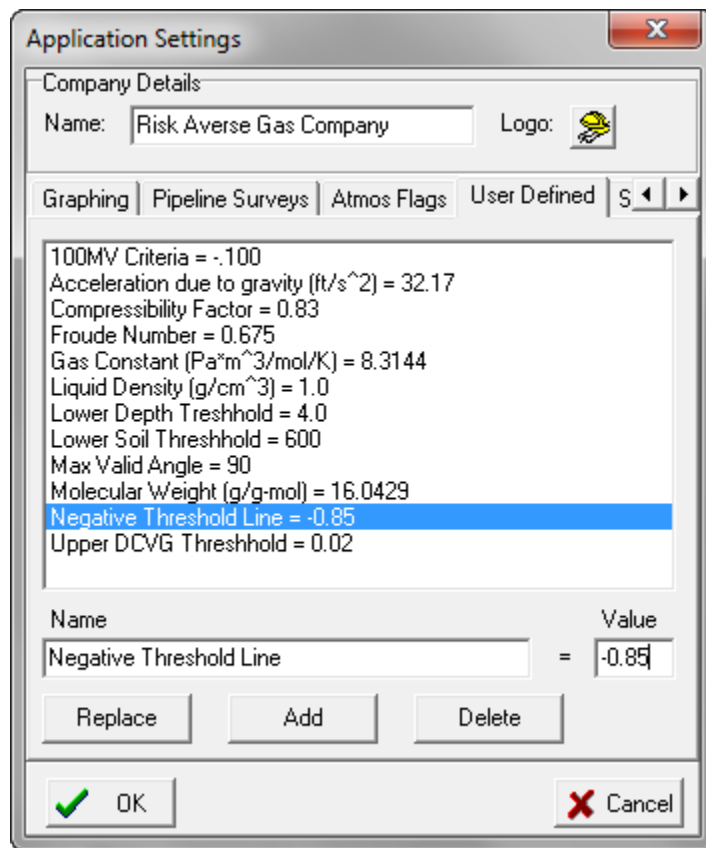 Application Settings
Company Details
Name: Risk Averse Gas Company Logo:
Graphing Pipeline Surveys Atmos Flags User Defined S
100MV Criteria = -.100
Acceleration due to gravity (ft/s^2) = 32.17
Compressibility Factor = 0.83
Froude Number = 0.675
Gas Constant (Pa*m^3/mol/K) = 8.3144
Liquid Density (g/cm^3) = 1.0
Lower Depth Treshhold = 4.0
Lower Soil Threshhold = 600
Max Valid Angle = 90
Molecular Weight (g/g-mol) = 16.0429
Negative Threshold Line = -0.85
Upper DCVG Threshhold = 0.02
Name Value
Negative Threshold Line = -0.85
Replace Add Delete
OK Cancel